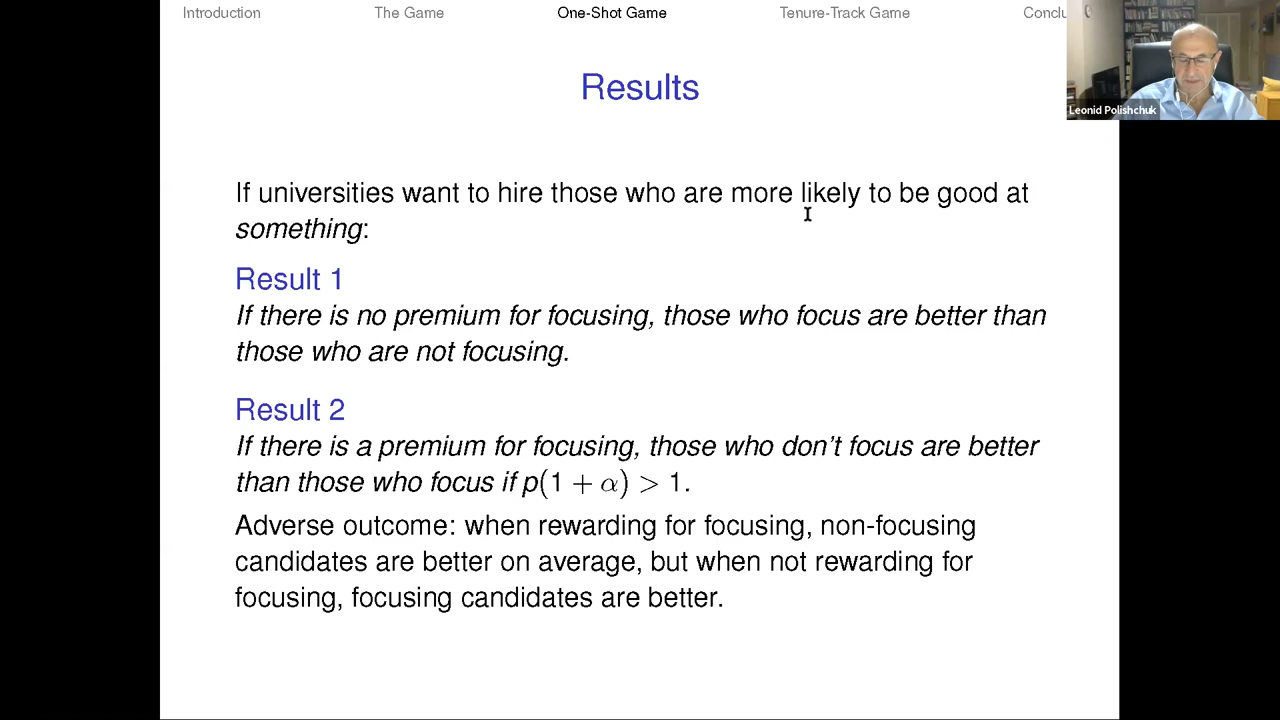 Introduction The Game One-Shot Game Tenure-Track Game Conclu
Leonid Polishchuk
Results
If universities want to hire those who are more likely to be good at
something:
Result 1
If there is no premium for focusing, those who focus are better than
those who are not focusing.
Result 2
If there is a premium for focusing, those who don't focus are better
than those who focus if p(1 + α) > 1.
Adverse outcome: when rewarding for focusing, non-focusing
candidates are better on average, but when not rewarding for
focusing, focusing candidates are better.